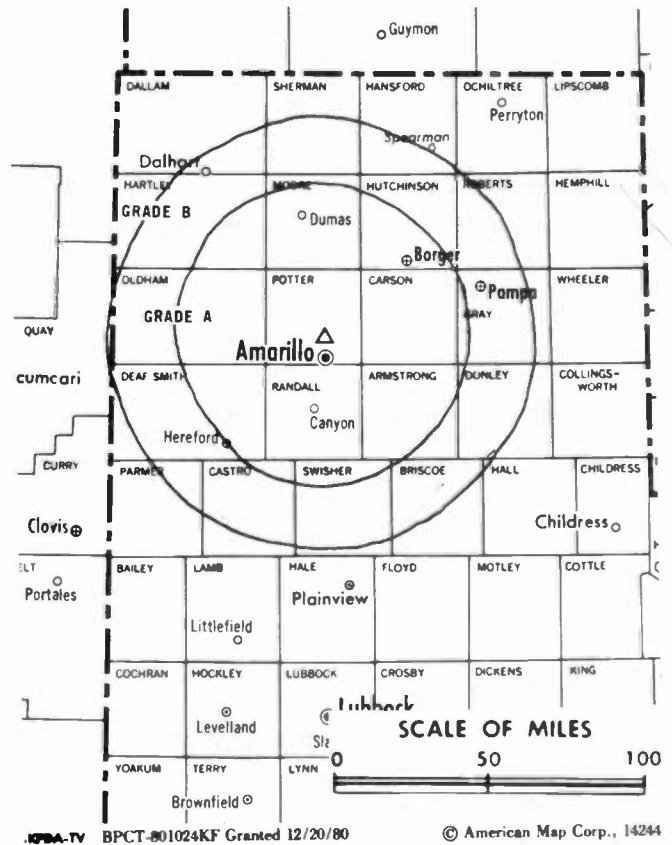 Guymon
DALLAM SHERMAN HANSFORD OCHILTREE LIPSCOMB
Perryton
Spearman
Dalhart
HARTLEY MOORE HUTCHINSON ROBERTS HEMPHILL
GRADE B
Dumas
Borger
OLDHAM POTTER CARSON WHEELER
Pampa
GRADE A GRAY
QUAY
Amarillo
cumcari DEAF SMITH RANDALL ARMSTRONG DONLEY COLLINGS-
WORTH
Canyon
Hereford
CURRY PARMER CASTRO SWISHER BRISCOE HALL CHILDRESS
Clovis Childress
ELT BAILEY LAMB HALE FLOYD MOTLEY COTTLE
Portales Plainview
Littlefield
COCHRAN HOCKLEY LUBBOCK CROSBY DICKENS KING
Levelland Lubbock
Sla
SCALE OF MILES
0 50 100
YOAKUM TERRY LYNN
Brownfield
KFDA-TV BPCT-801024KF Granted 12/20/80 © American Map Corp., 14244